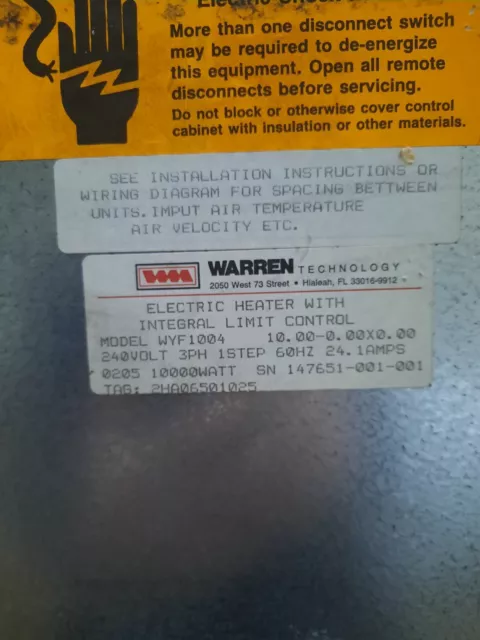 Electric Shock
More than one disconnect switch
may be required to de-energize
this equipment. Open all remote
disconnects before servicing.
Do not block or otherwise cover control
cabinet with insulation or other materials.
SEE INSTALLATION INSTRUCTIONS OR
WIRING DIAGRAM FOR SPACING BETTWEEN
UNITS.IMPUT AIR TEMPERATURE
AIR VELOCITY ETC.
WARREN TECHNOLOGY
2050 West 73 Street • Hialeah, FL 33016-9912
ELECTRIC HEATER WITH
INTEGRAL LIMIT CONTROL
MODEL WYF1004 10.00-0.00X0.00
240VOLT 3PH 1STEP 60HZ 24.1AMPS
0205 10000WATT SN 147651-001-001
TAG: 2HA06501025